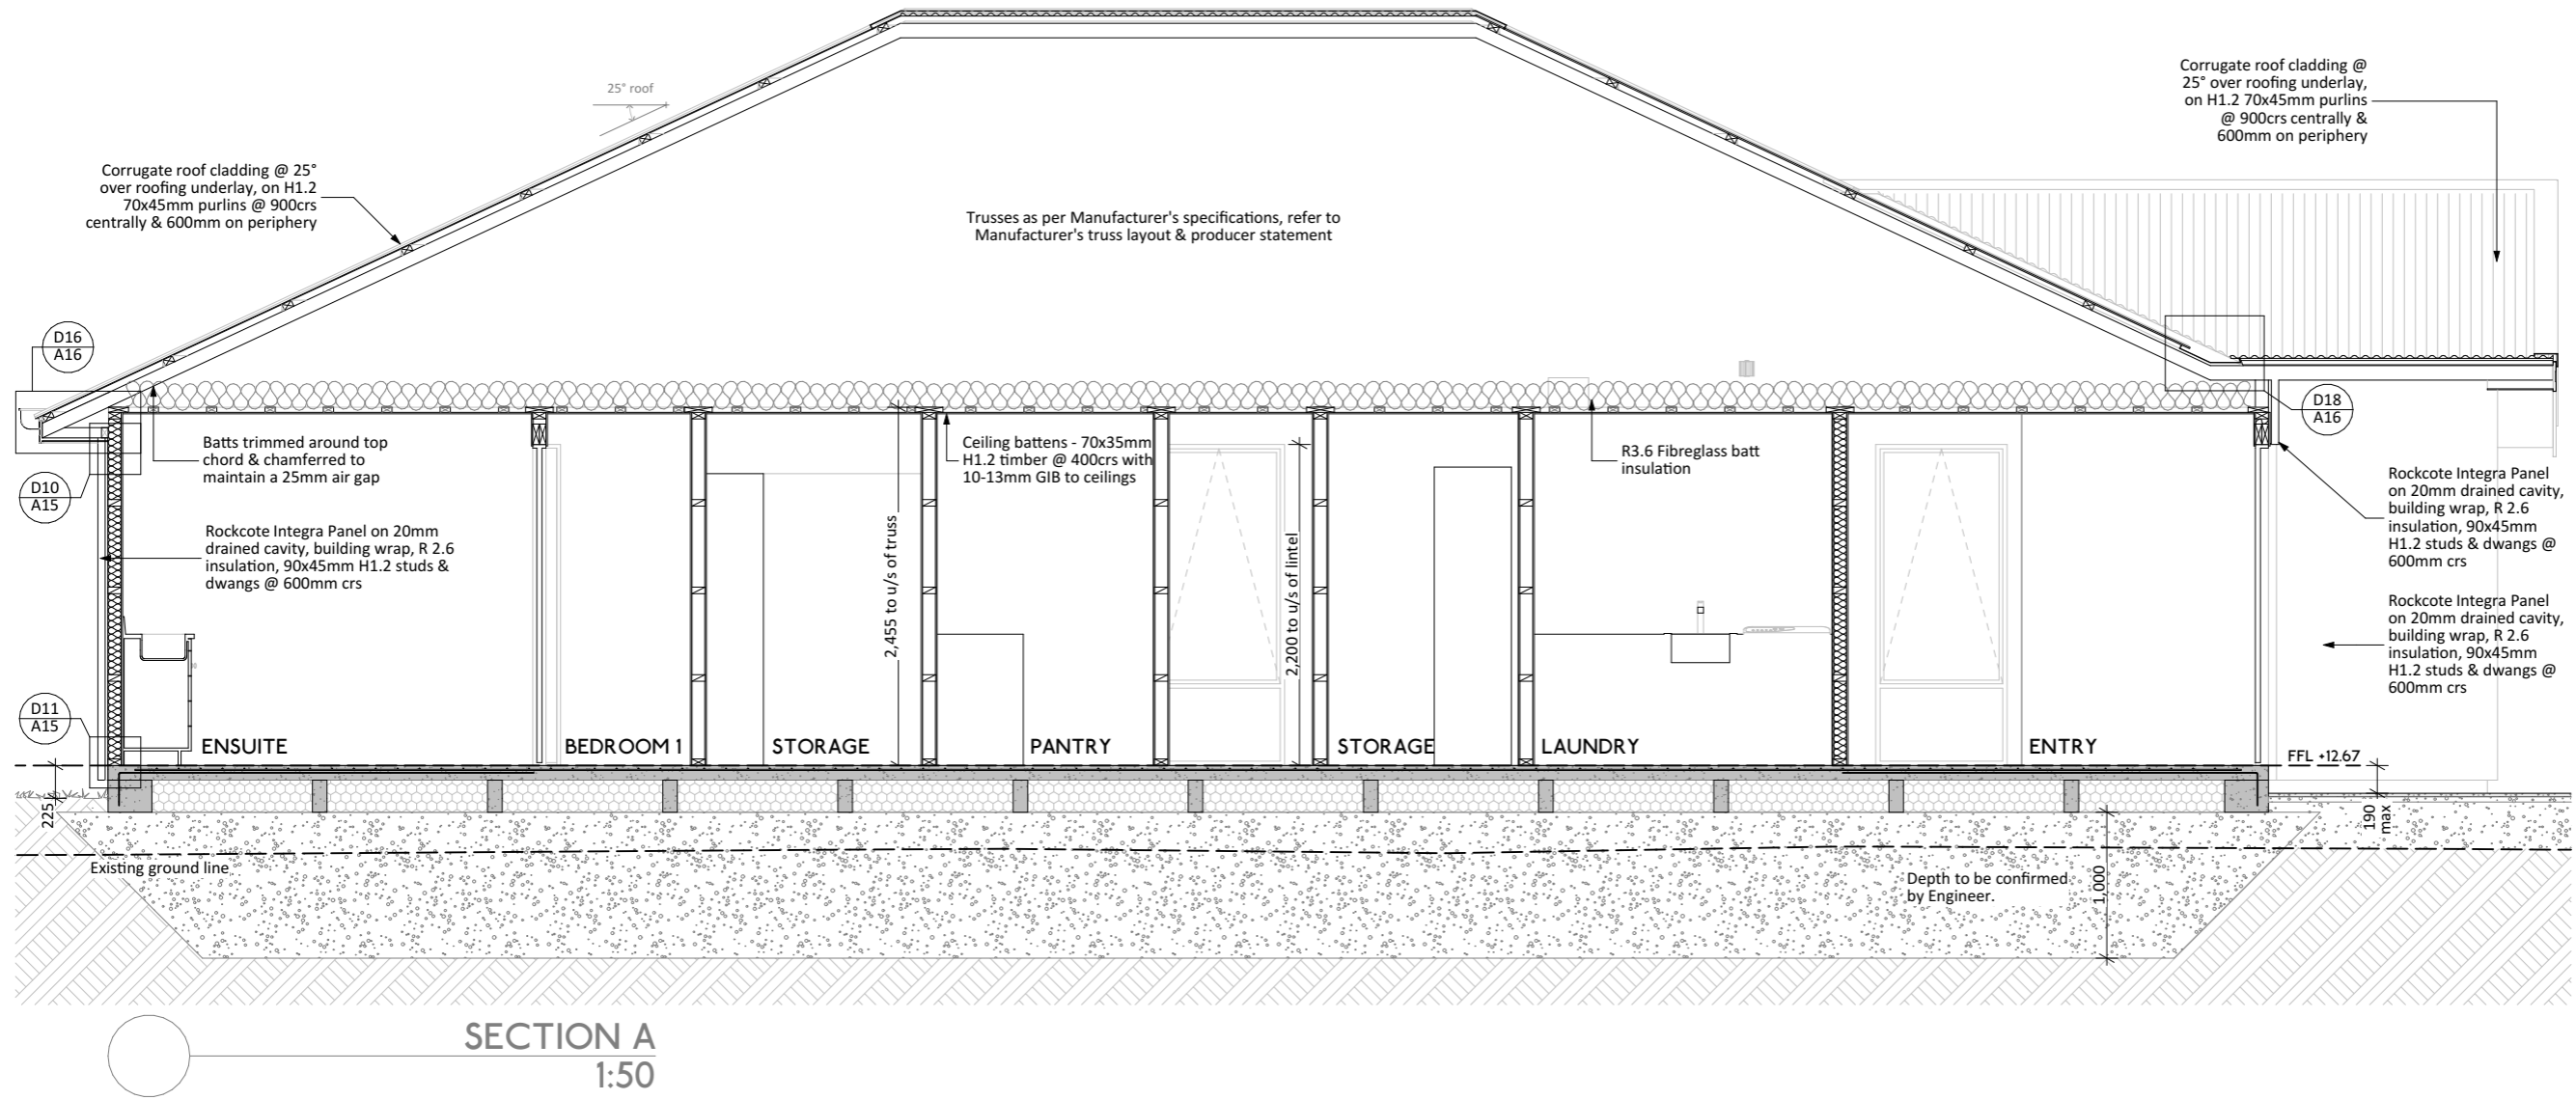 25° roof
Corrugate roof cladding @
25° over roofing underlay,
on H1.2 70x45mm purlins
@ 900crs centrally &
600mm on periphery
Corrugate roof cladding @ 25°
over roofing underlay, on H1.2
70x45mm purlins @ 900crs
centrally & 600mm on periphery
Trusses as per Manufacturer's specifications, refer to
Manufacturer's truss layout & producer statement
D16
A16
D18
A16
Batts trimmed around top
chord & chamferred to
maintain a 25mm air gap
Ceiling battens - 70x35mm
H1.2 timber @ 400crs with
10-13mm GIB to ceilings
R3.6 Fibreglass batt
insulation
D10
A15
Rockcote Integra Panel on 20mm
drained cavity, building wrap, R 2.6
insulation, 90x45mm H1.2 studs &
dwangs @ 600mm crs
2,455 to u/s of truss
2,200 to u/s of lintel
Rockcote Integra Panel
on 20mm drained cavity,
building wrap, R 2.6
insulation, 90x45mm
H1.2 studs & dwangs @
600mm crs
Rockcote Integra Panel
on 20mm drained cavity,
building wrap, R 2.6
insulation, 90x45mm
H1.2 studs & dwangs @
600mm crs
D11
A15
ENSUITE
BEDROOM 1
STORAGE
PANTRY
STORAGE
LAUNDRY
ENTRY
FFL +12.67
225
190
max
Existing ground line
Depth to be confirmed
by Engineer.
1,000
SECTION A
1:50